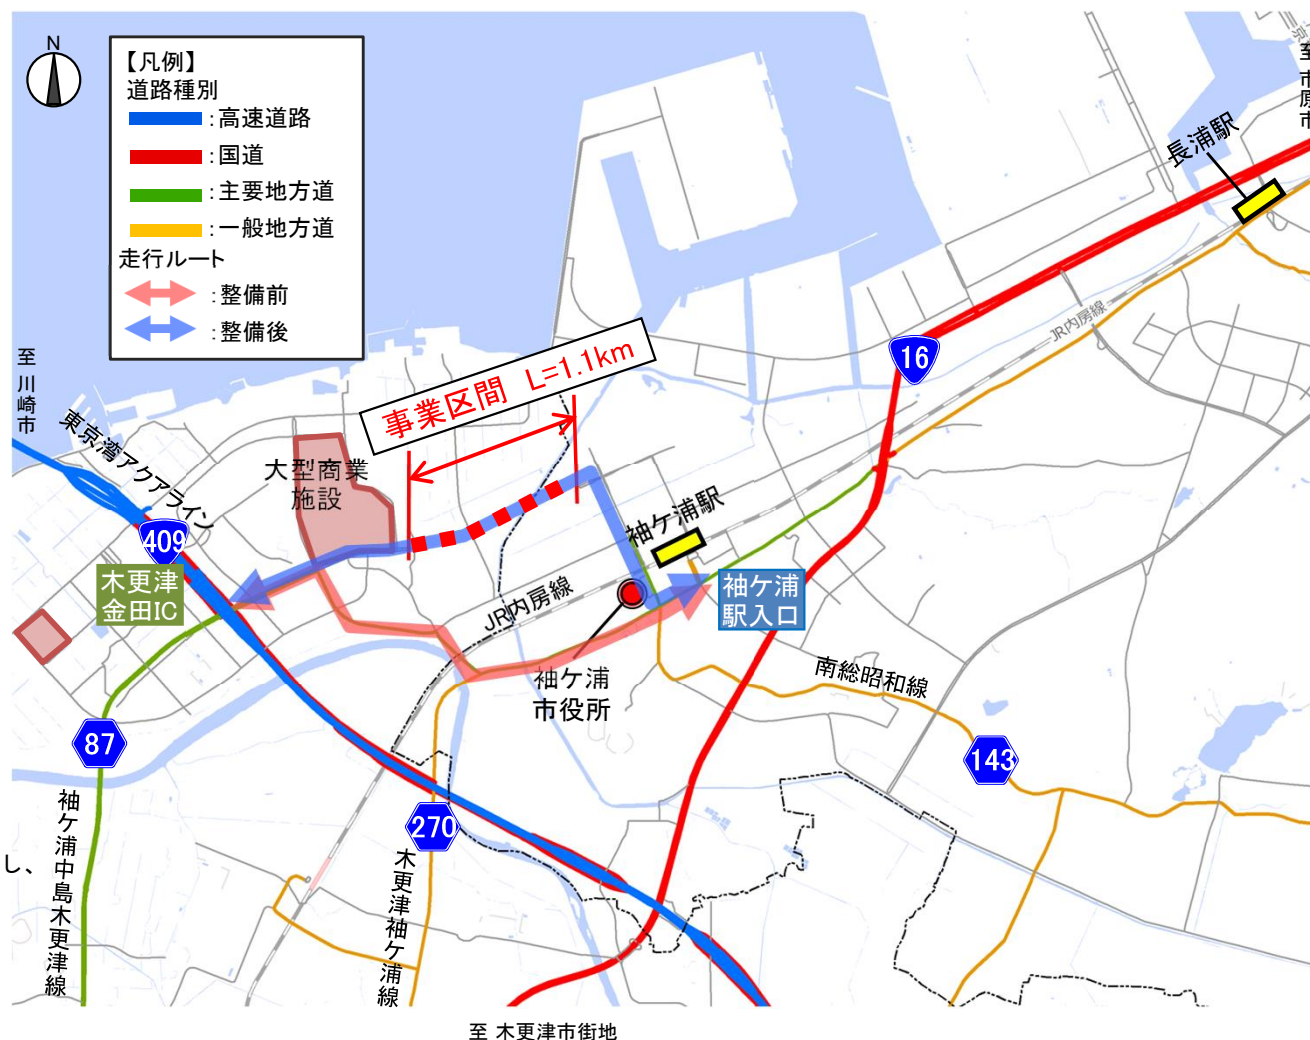 N
【凡例】
道路種別
:高速道路
:国道
:主要地方道
:一般地方道
走行ルート
:整備前
:整備後
至 市原市
長浦駅
JR内房線
16
至 川崎市
東京湾アクアライン
事業区間 L=1.1km
大型商業
施設
409
木更津
金田IC
袖ケ浦駅
袖ケ浦
駅入口
JR内房線
袖ケ浦
市役所
南総昭和線
143
87
270
し、
袖ケ浦中島木更津線
木更津袖ケ浦線
至 木更津市街地